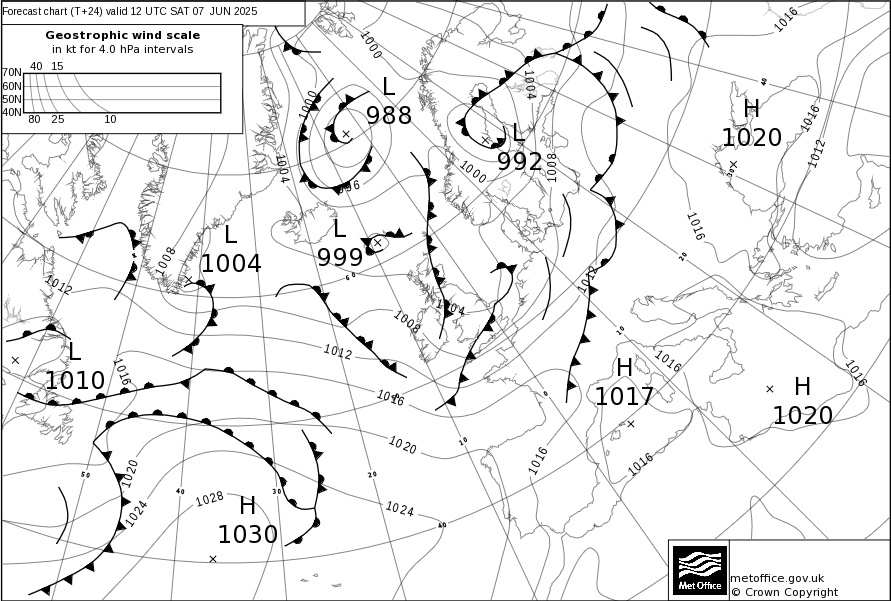 Forecast chart (T+24) valid 12 UTC SAT 07 JUN 2025
Geostrophic wind scale
in kt for 4.0 hPa intervals
40 15
70N
60N
50N
40N
80 25 10
1016
1000
L
988
1000
1004
H
1020
40
1016
1012
L
992
1004
1008
1000
996
1004
30
1016
L
1004
L
999
1008
20
60
1012
1012
1004
1008
10
1012
L
1010
1016
1016
H
1017
1016
H
1020
1016
0
1020
10
1016
1016
50
1020
40
30
20
1028
1024
H
1030
1024
40
Met Office
metoffice.gov.uk
© Crown Copyright